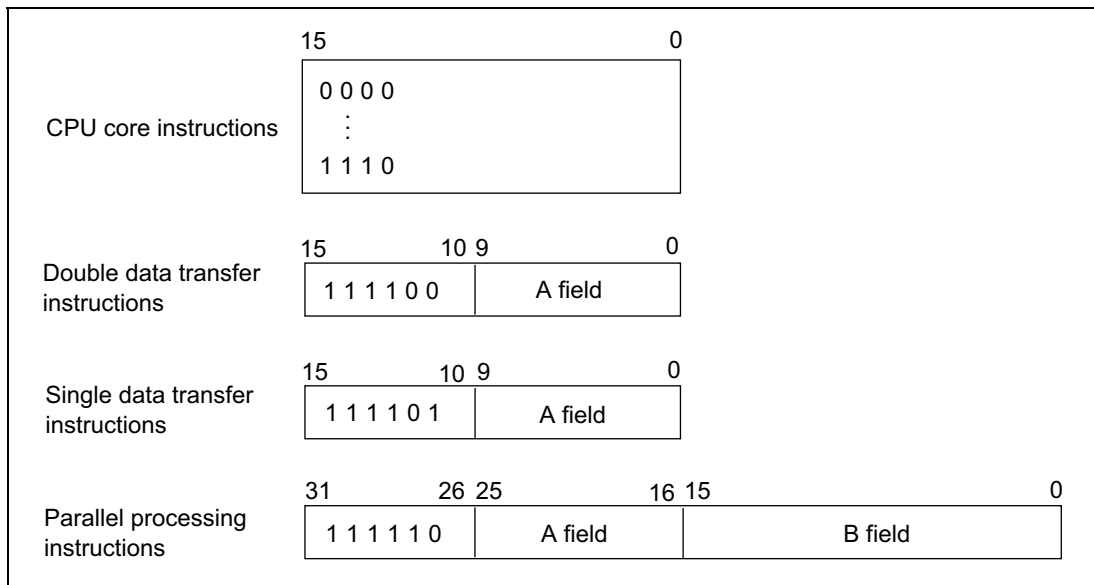 15 0
CPU core instructions
0 0 0 0
⋮
1 1 1 0
15 10 9 0
Double data transfer
instructions
1 1 1 1 0 0 A field
15 10 9 0
Single data transfer
instructions
1 1 1 1 0 1 A field
31 26 25 16 15 0
Parallel processing
instructions
1 1 1 1 1 0 A field B field